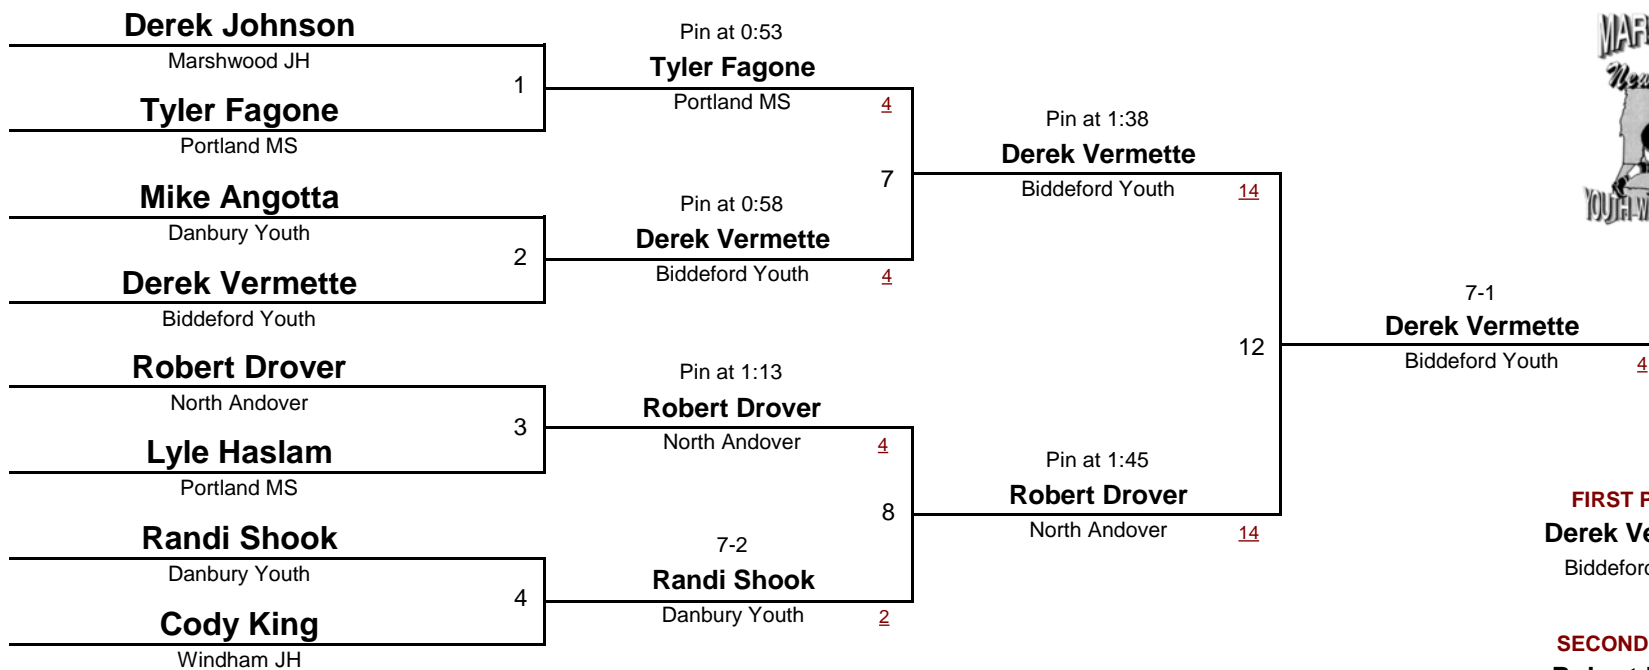 Derek Johnson
Marshwood JH
1
Tyler Fagone
Portland MS
Mike Angotta
Danbury Youth
2
Derek Vermette
Biddeford Youth
Robert Drover
North Andover
3
Lyle Haslam
Portland MS
Randi Shook
Danbury Youth
4
Cody King
Windham JH
Pin at 0:53
Tyler Fagone
Portland MS 4
7
Pin at 0:58
Derek Vermette
Biddeford Youth 4
Pin at 1:13
Robert Drover
North Andover 4
8
7-2
Randi Shook
Danbury Youth 2
Pin at 1:38
Derek Vermette
Biddeford Youth 14
12
Pin at 1:45
Robert Drover
North Andover 14
7-1
Derek Vermette
Biddeford Youth 4
FIRST P
Derek Ve
Biddeford
SECOND